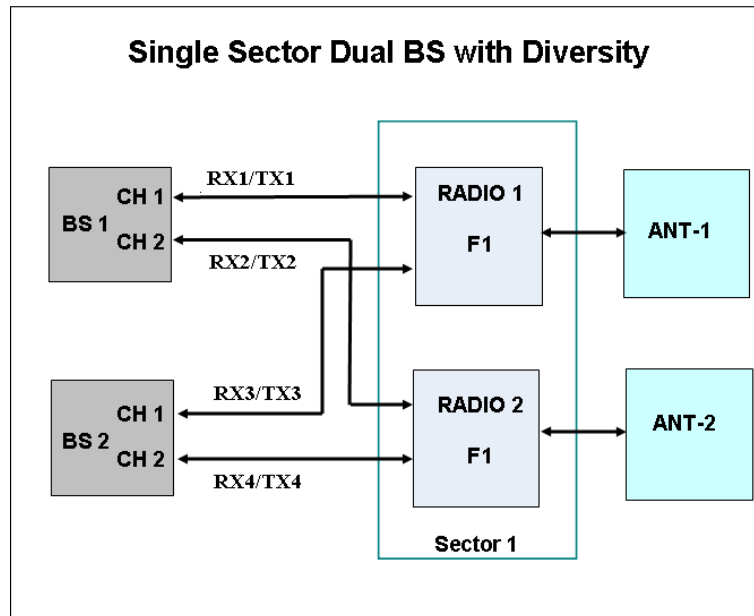 Single Sector Dual BS with Diversity
RX1/TX1
CH 1
BS 1
CH 2
RX2/TX2
RADIO 1
F1
ANT-1
RX3/TX3
CH 1
BS 2
CH 2
RX4/TX4
RADIO 2
F1
ANT-2
Sector 1